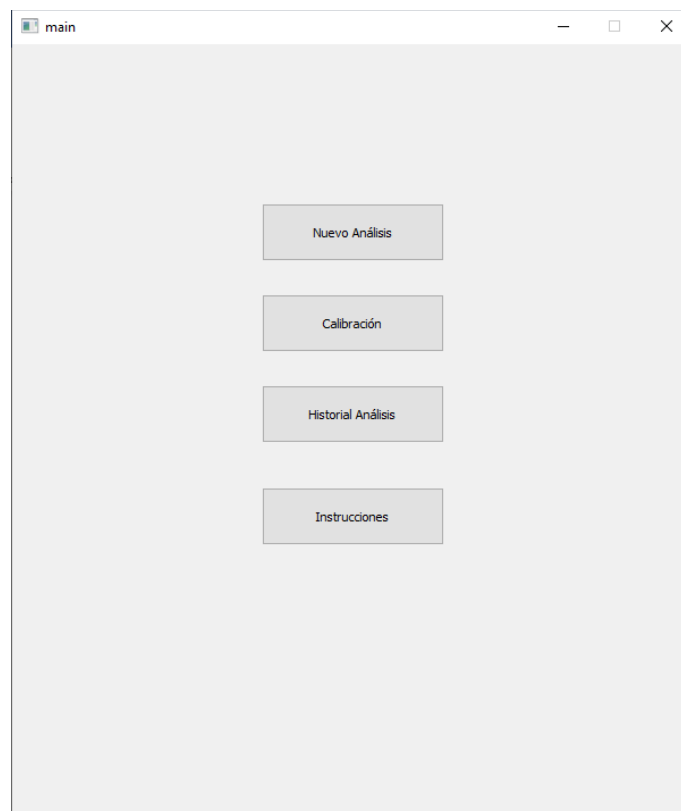 main
Nuevo Análisis
Calibración
Historial Análisis
Instrucciones